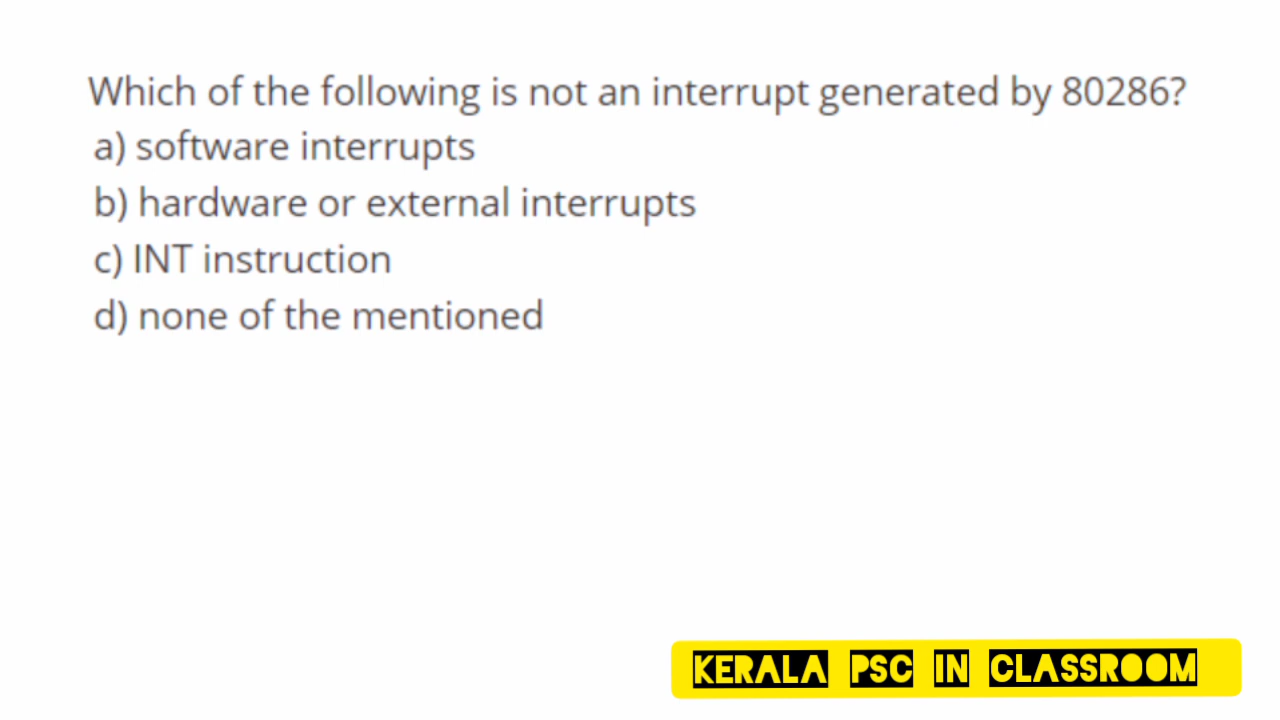 Which of the following is not an interrupt generated by 80286?
a) software interrupts
b) hardware or external interrupts
c) INT instruction
d) none of the mentioned
KERALA PSC IN CLASSROOM